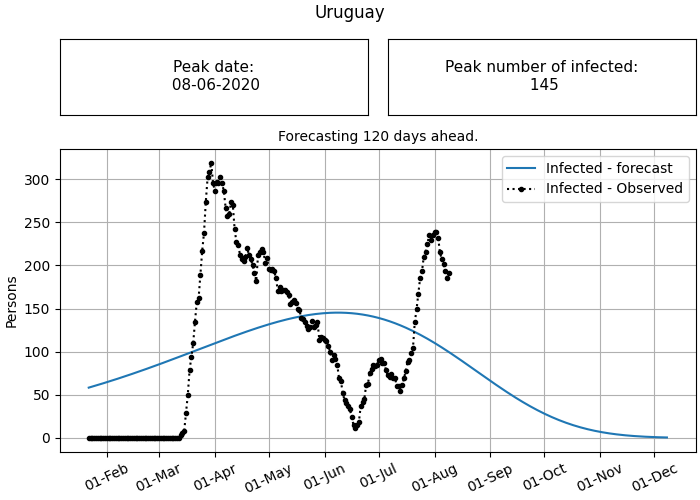 Uruguay
Peak date:
08-06-2020
Peak number of infected:
145
Forecasting 120 days ahead.
Infected - forecast
Infected - Observed
Persons
300
250
200
150
100
50
0
01-Feb
01-Mar
01-Apr
01-May
01-Jun
01-Jul
01-Aug
01-Sep
01-Oct
01-Nov
01-Dec